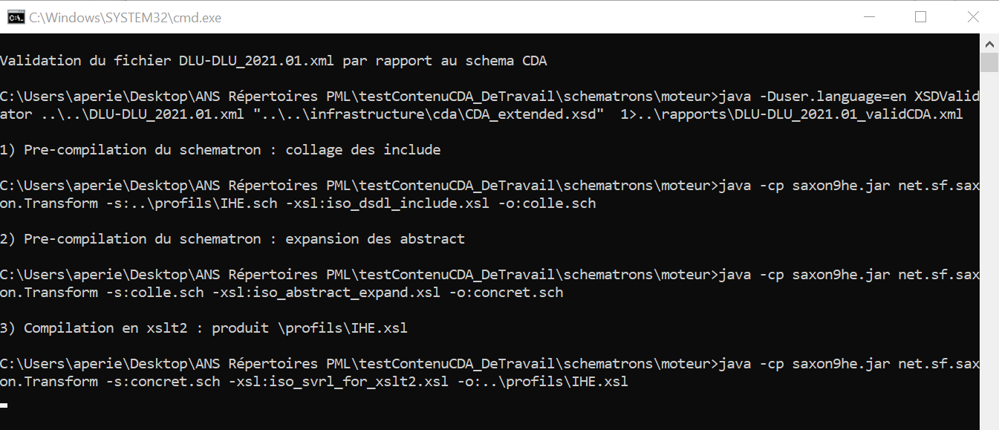 C:\Windows\SYSTEM32\cmd.exe
Validation du fichier DLU-DLU_2021.01.xml par rapport au schema CDA
C:\Users\aperie\Desktop\ANS Répertoires PML\testContenuCDA_DeTravail\schematrons\moteur>java -Duser.language=en XSDValid
ator ..\..\DLU-DLU_2021.01.xml "..\..\infrastructure\cda\CDA_extended.xsd"  1>..\rapports\DLU-DLU_2021.01_validCDA.xml
1) Pre-compilation du schematron : collage des include
C:\Users\aperie\Desktop\ANS Répertoires PML\testContenuCDA_DeTravail\schematrons\moteur>java -cp saxon9he.jar net.sf.sax
on.Transform -s:..\profils\IHE.sch -xsl:iso_dsdl_include.xsl -o:colle.sch
2) Pre-compilation du schematron : expansion des abstract
C:\Users\aperie\Desktop\ANS Répertoires PML\testContenuCDA_DeTravail\schematrons\moteur>java -cp saxon9he.jar net.sf.sax
on.Transform -s:colle.sch -xsl:iso_abstract_expand.xsl -o:concret.sch
3) Compilation en xslt2 : produit \profils\IHE.xsl
C:\Users\aperie\Desktop\ANS Répertoires PML\testContenuCDA_DeTravail\schematrons\moteur>java -cp saxon9he.jar net.sf.sax
on.Transform -s:concret.sch -xsl:iso_svrl_for_xslt2.xsl -o:..\profils\IHE.xsl